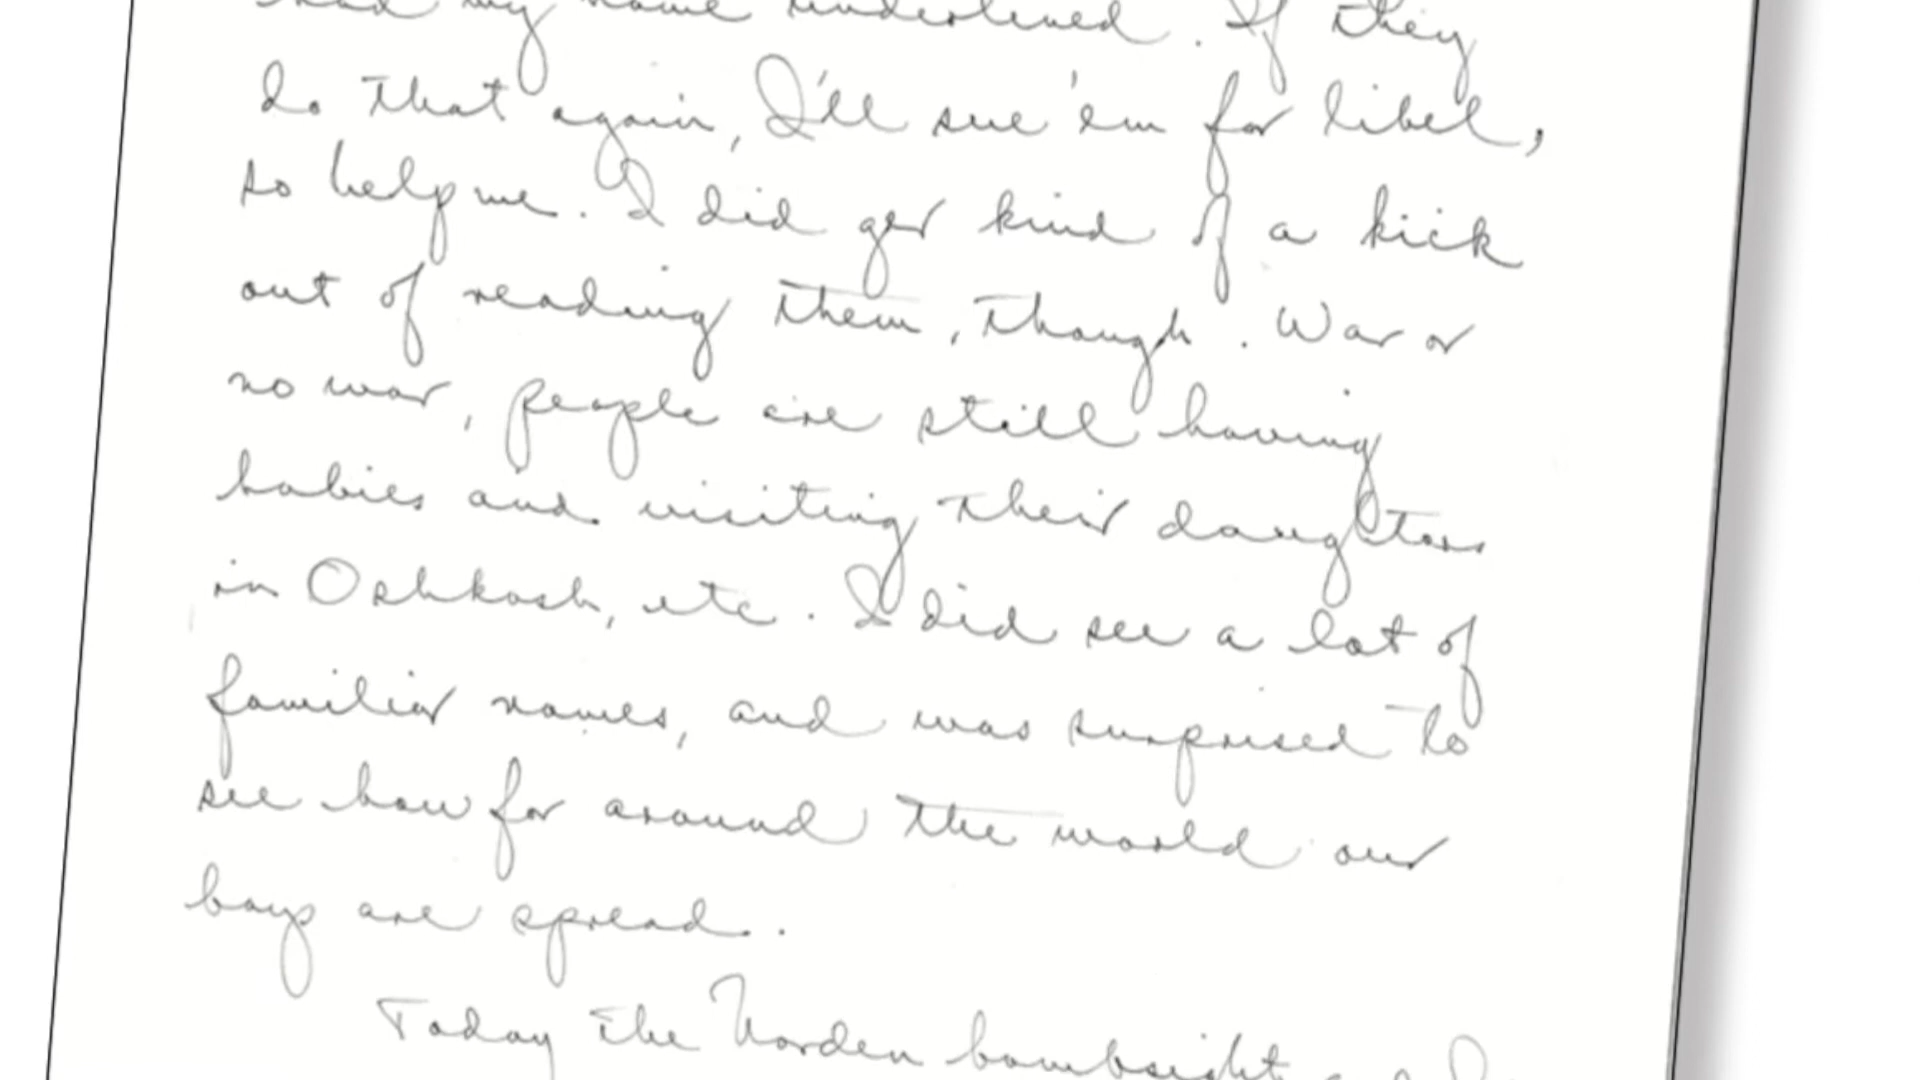 had my name underlined. If they
do that again, I'll sue 'em for libel,
so help me. I did get kind of a kick
out of reading them, though. War or
no war, people are still having
babies and visiting their daughters
in Oshkosh, etc. I did see a lot of
familiar names, and was surprised to
see how far around the world our
boys are spread.
Today the Norden bombsight and I